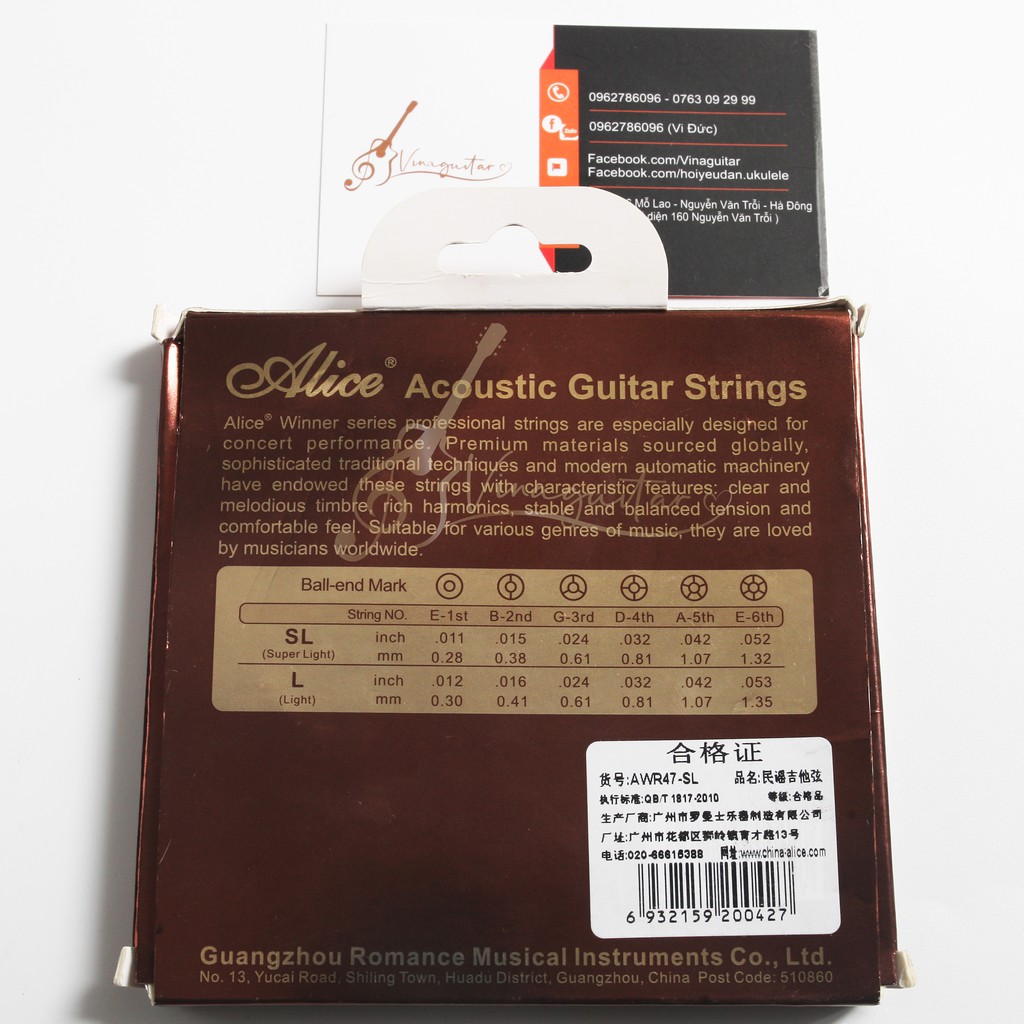 Vinaguitar
0962786096 - 0763 09 29 99
0962786096 (Vi Đức)
Facebook.com/Vinaguitar
Facebook.com/hoiyeudan.ukulele
Mỗ Lao - Nguyễn Văn Trỗi - Hà Đông
diện 160 Nguyễn Văn Trỗi )
Alice® Acoustic Guitar Strings
Alice® Winner series professional strings are especially designed for
concert performance. Premium materials sourced globally,
sophisticated traditional techniques and modern automatic machinery
have endowed these strings with characteristic features: clear and
melodious timbre, rich harmonics, stable and balanced tension and
comfortable feel. Suitable for various genres of music, they are loved
by musicians worldwide.
Vinaguitar
Ball-end Mark
String NO. E-1st B-2nd G-3rd D-4th A-5th E-6th
SL inch .011 .015 .024 .032 .042 .052
(Super Light) mm 0.28 0.38 0.61 0.81 1.07 1.32
L inch .012 .016 .024 .032 .042 .053
(Light) mm 0.30 0.41 0.61 0.81 1.07 1.35
合格证
货号:AWR47-SL 品名:民谣吉他弦
执行标准:QB/T 1817-2010 等级:合格品
生产厂商:广州市罗曼士乐器制造有限公司
厂址:广州市花都区狮岭镇育才路13号
电话:020-66615388 网址:www.china-alice.com
6 932159 200427
Guangzhou Romance Musical Instruments Co., Ltd.
No. 13, Yucai Road, Shiling Town, Huadu District, Guangzhou, China Post Code: 510860